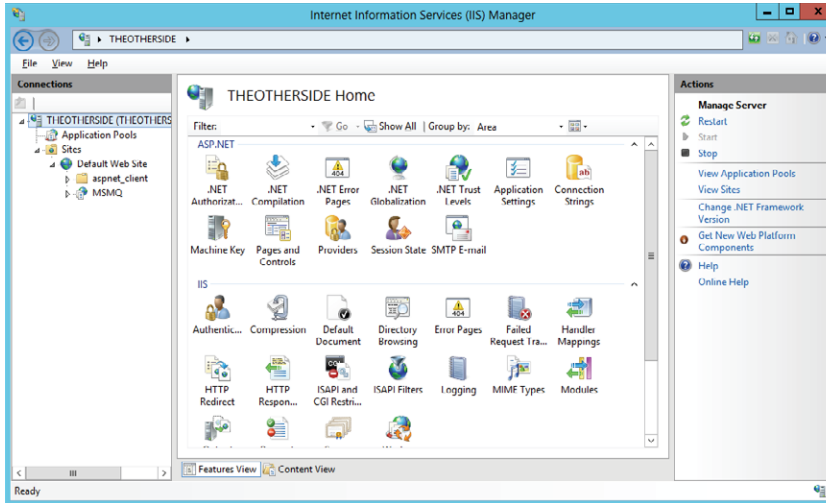 Internet Information Services (IIS) Manager
THEOTHERSIDE
File View Help
Connections
THEOTHERSIDE (THEOTHERS
Application Pools
Sites
Default Web Site
aspnet_client
MSMQ
THEOTHERSIDE Home
Filter: Go Show All Group by: Area
ASP.NET
.NET Authorizat...
.NET Compilation
.NET Error Pages
.NET Globalization
.NET Trust Levels
Application Settings
Connection Strings
Machine Key
Pages and Controls
Providers
Session State
SMTP E-mail
IIS
Authentic...
Compression
Default Document
Directory Browsing
Error Pages
Failed Request Tra...
Handler Mappings
HTTP Redirect
HTTP Respon...
ISAPI and CGI Restri...
ISAPI Filters
Logging
MIME Types
Modules
Features View Content View
Actions
Manage Server
Restart
Start
Stop
View Application Pools
View Sites
Change .NET Framework
Version
Get New Web Platform
Components
Help
Online Help
Ready